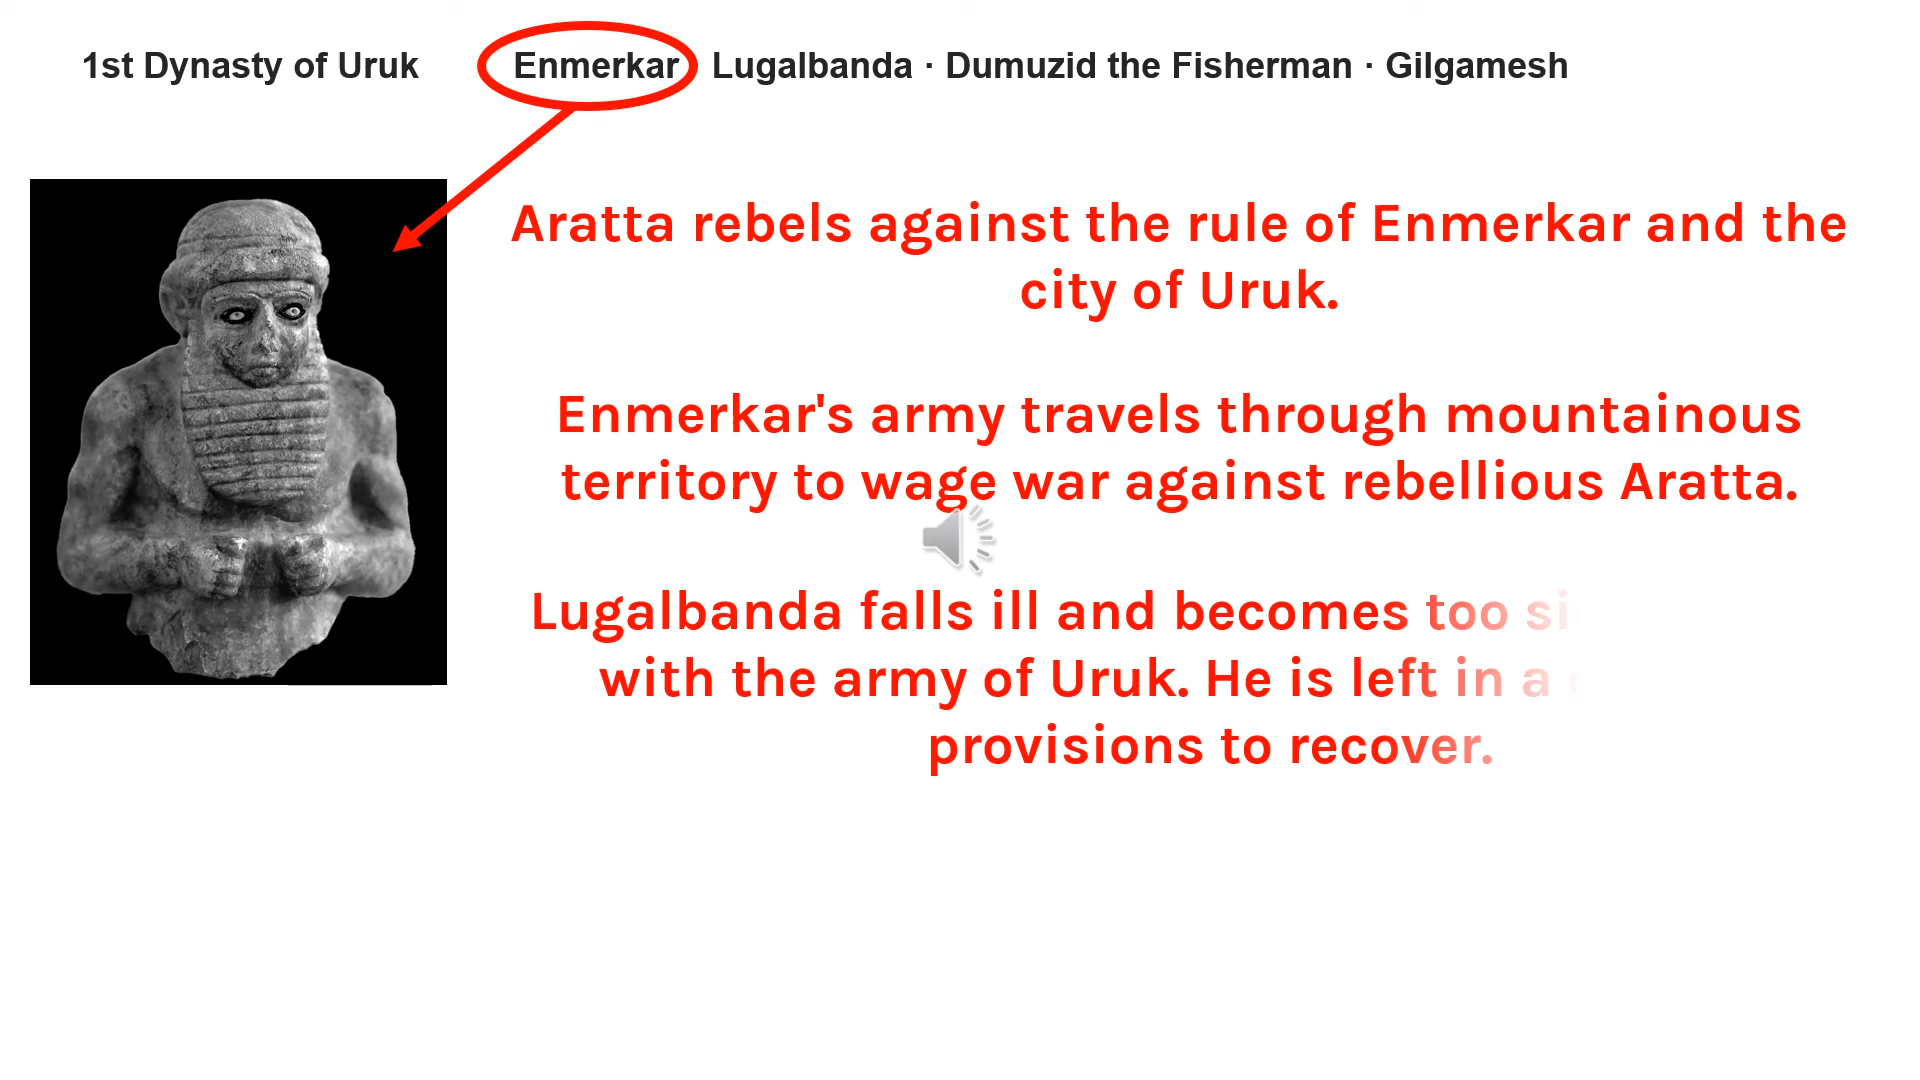 1st Dynasty of Uruk Enmerkar Lugalbanda · Dumuzid the Fisherman · Gilgamesh
Aratta rebels against the rule of Enmerkar and the
city of Uruk.
Enmerkar's army travels through mountainous
territory to wage war against rebellious Aratta.
Lugalbanda falls ill and becomes too
with the army of Uruk. He is left in a
provisions to recover.